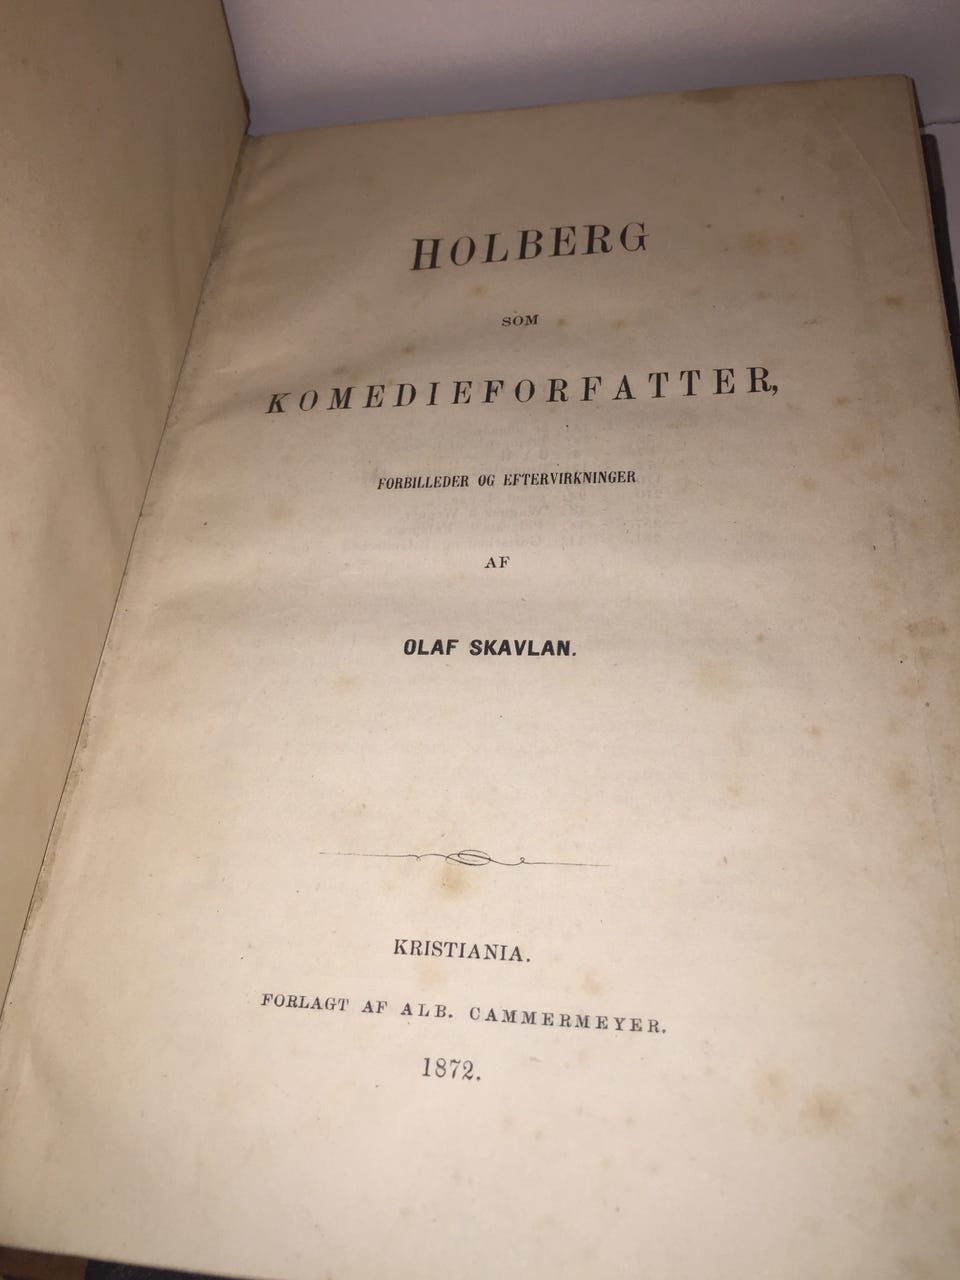 HOLBERG
SOM
KOMEDIEFORFATTER,
FORBILLEDER OG EFTERVIRKNINGER
AF
OLAF SKAVLAN.
KRISTIANIA.
FORLAGT AF ALB. CAMMERMEYER.
1872.